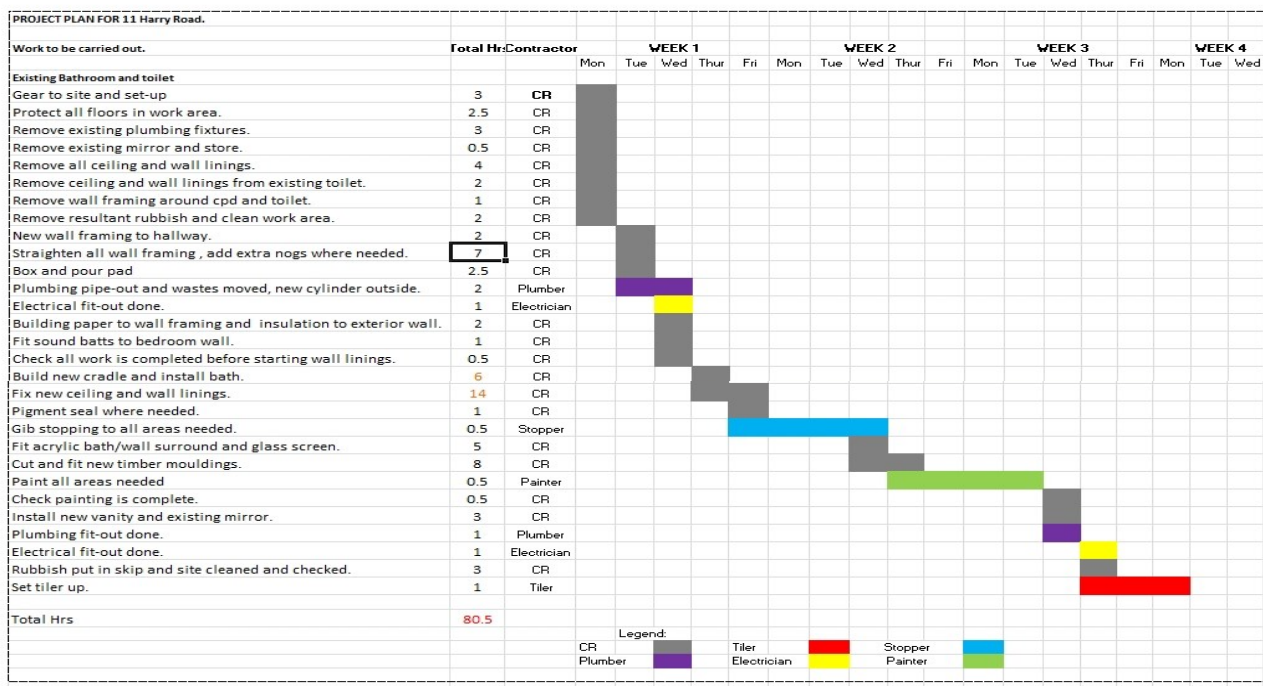 PROJECT PLAN FOR 11 Harry Road.
Work to be carried out. Total Hrs Contractor WEEK 1 WEEK 2 WEEK 3 WEEK 4
Mon Tue Wed Thur Fri Mon Tue Wed Thur Fri Mon Tue Wed Thur Fri Mon Tue Wed
Existing Bathroom and toilet
Gear to site and set-up 3 CR
Protect all floors in work area. 2.5 CR
Remove existing plumbing fixtures. 3 CR
Remove existing mirror and store. 0.5 CR
Remove all ceiling and wall linings. 4 CR
Remove ceiling and wall linings from existing toilet. 2 CR
Remove wall framing around cpd and toilet. 1 CR
Remove resultant rubbish and clean work area. 2 CR
New wall framing to hallway. 2 CR
Straighten all wall framing , add extra nogs where needed. 7 CR
Box and pour pad 2.5 CR
Plumbing pipe-out and wastes moved, new cylinder outside. 2 Plumber
Electrical fit-out done. 1 Electrician
Building paper to wall framing and insulation to exterior wall. 2 CR
Fit sound batts to bedroom wall. 1 CR
Check all work is completed before starting wall linings. 0.5 CR
Build new cradle and install bath. 6 CR
Fix new ceiling and wall linings. 14 CR
Pigment seal where needed. 1 CR
Gib stopping to all areas needed. 0.5 Stopper
Fit acrylic bath/wall surround and glass screen. 5 CR
Cut and fit new timber mouldings. 8 CR
Paint all areas needed 0.5 Painter
Check painting is complete. 0.5 CR
Install new vanity and existing mirror. 3 CR
Plumbing fit-out done. 1 Plumber
Electrical fit-out done. 1 Electrician
Rubbish put in skip and site cleaned and checked. 3 CR
Set tiler up. 1 Tiler
Total Hrs 80.5
Legend:
CR Tiler Stopper
Plumber Electrician Painter